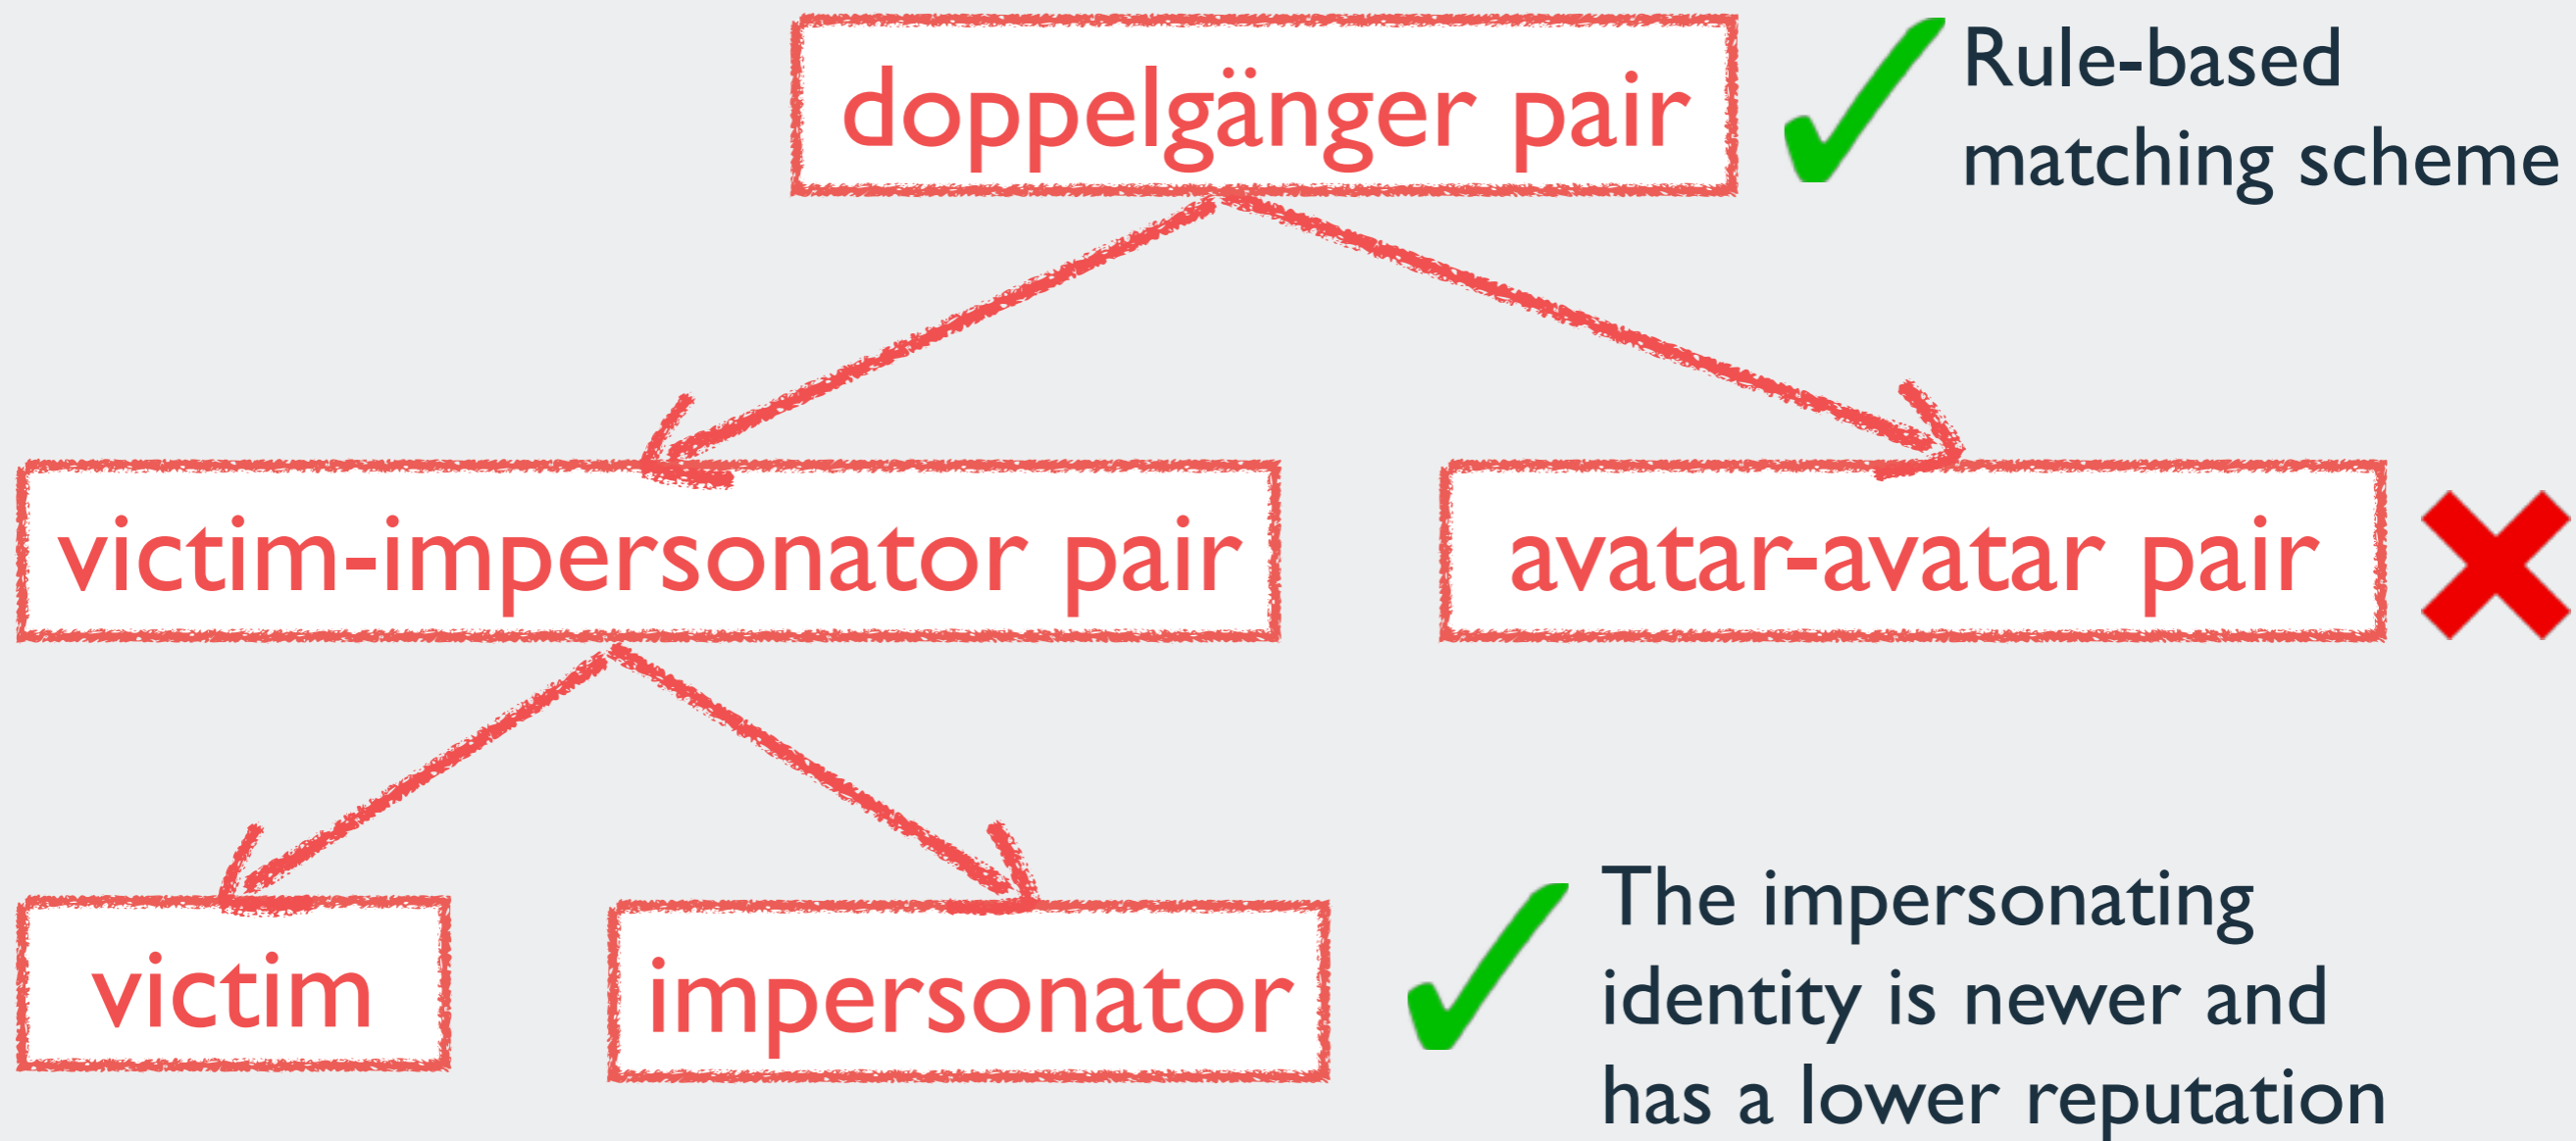 doppelgänger pair
Rule-based
matching scheme
victim-impersonator pair
avatar-avatar pair
victim
impersonator
The impersonating
identity is newer and
has a lower reputation